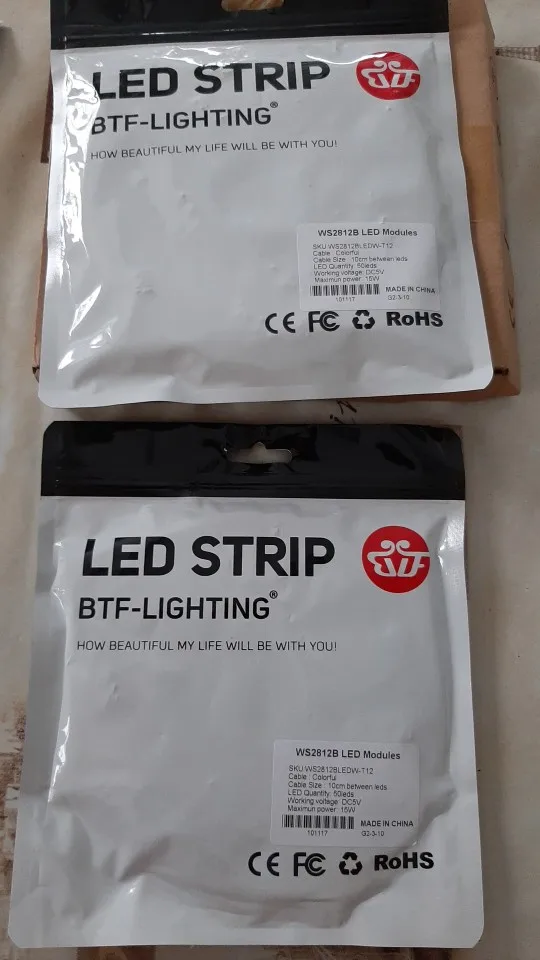 LED STRIP
BTF
BTF-LIGHTING®
HOW BEAUTIFUL MY LIFE WILL BE WITH YOU!
WS2812B LED Modules
SKU:WS2812BLEDW-T12
Cable : Colorful
Cable Size : 10cm between leds
LED Quantity: 50leds
Working voltage: DC5V
Maximun power: 15W
MADE IN CHINA
101117 G2-3-10
CE FC RoHS
LED STRIP
BTF
BTF-LIGHTING®
HOW BEAUTIFUL MY LIFE WILL BE WITH YOU!
WS2812B LED Modules
SKU:WS2812BLEDW-T12
Cable : Colorful
Cable Size : 10cm between leds
LED Quantity: 50leds
Working voltage: DC5V
Maximun power: 15W
MADE IN CHINA
101117 G2-3-10
CE FC RoHS